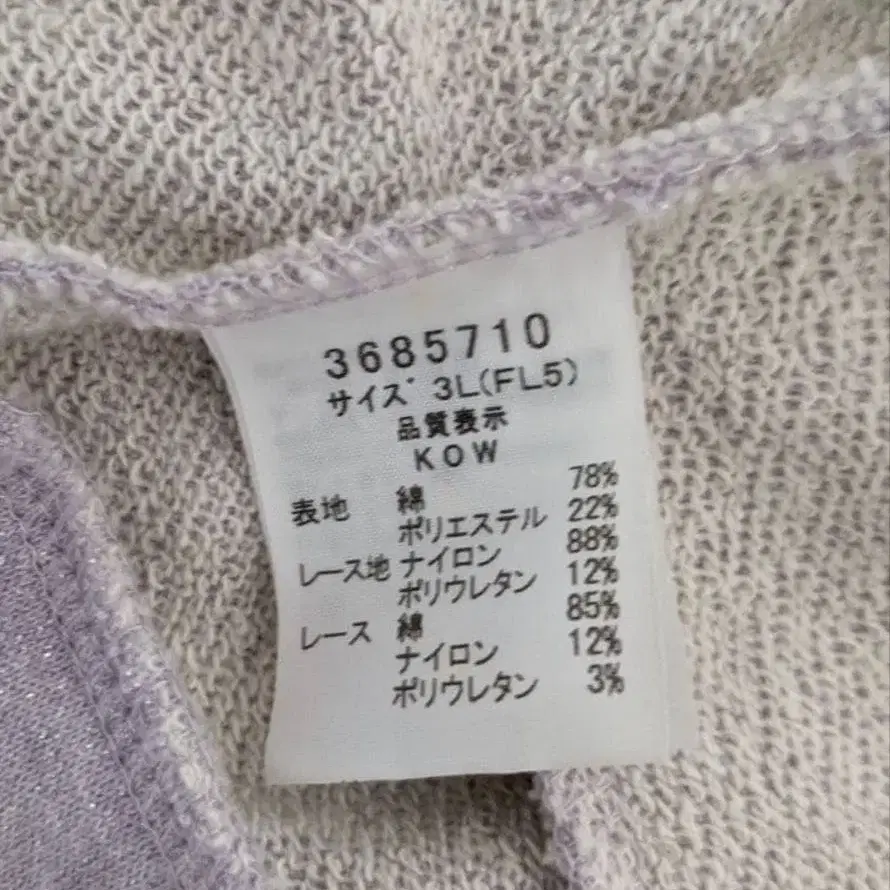 3685710
サイズ 3L(FL5)
品質表示
KOW
表地 綿 78%
ポリエステル 22%
レース地 ナイロン 88%
ポリウレタン 12%
レース 綿 85%
ナイロン 12%
ポリウレタン 3%